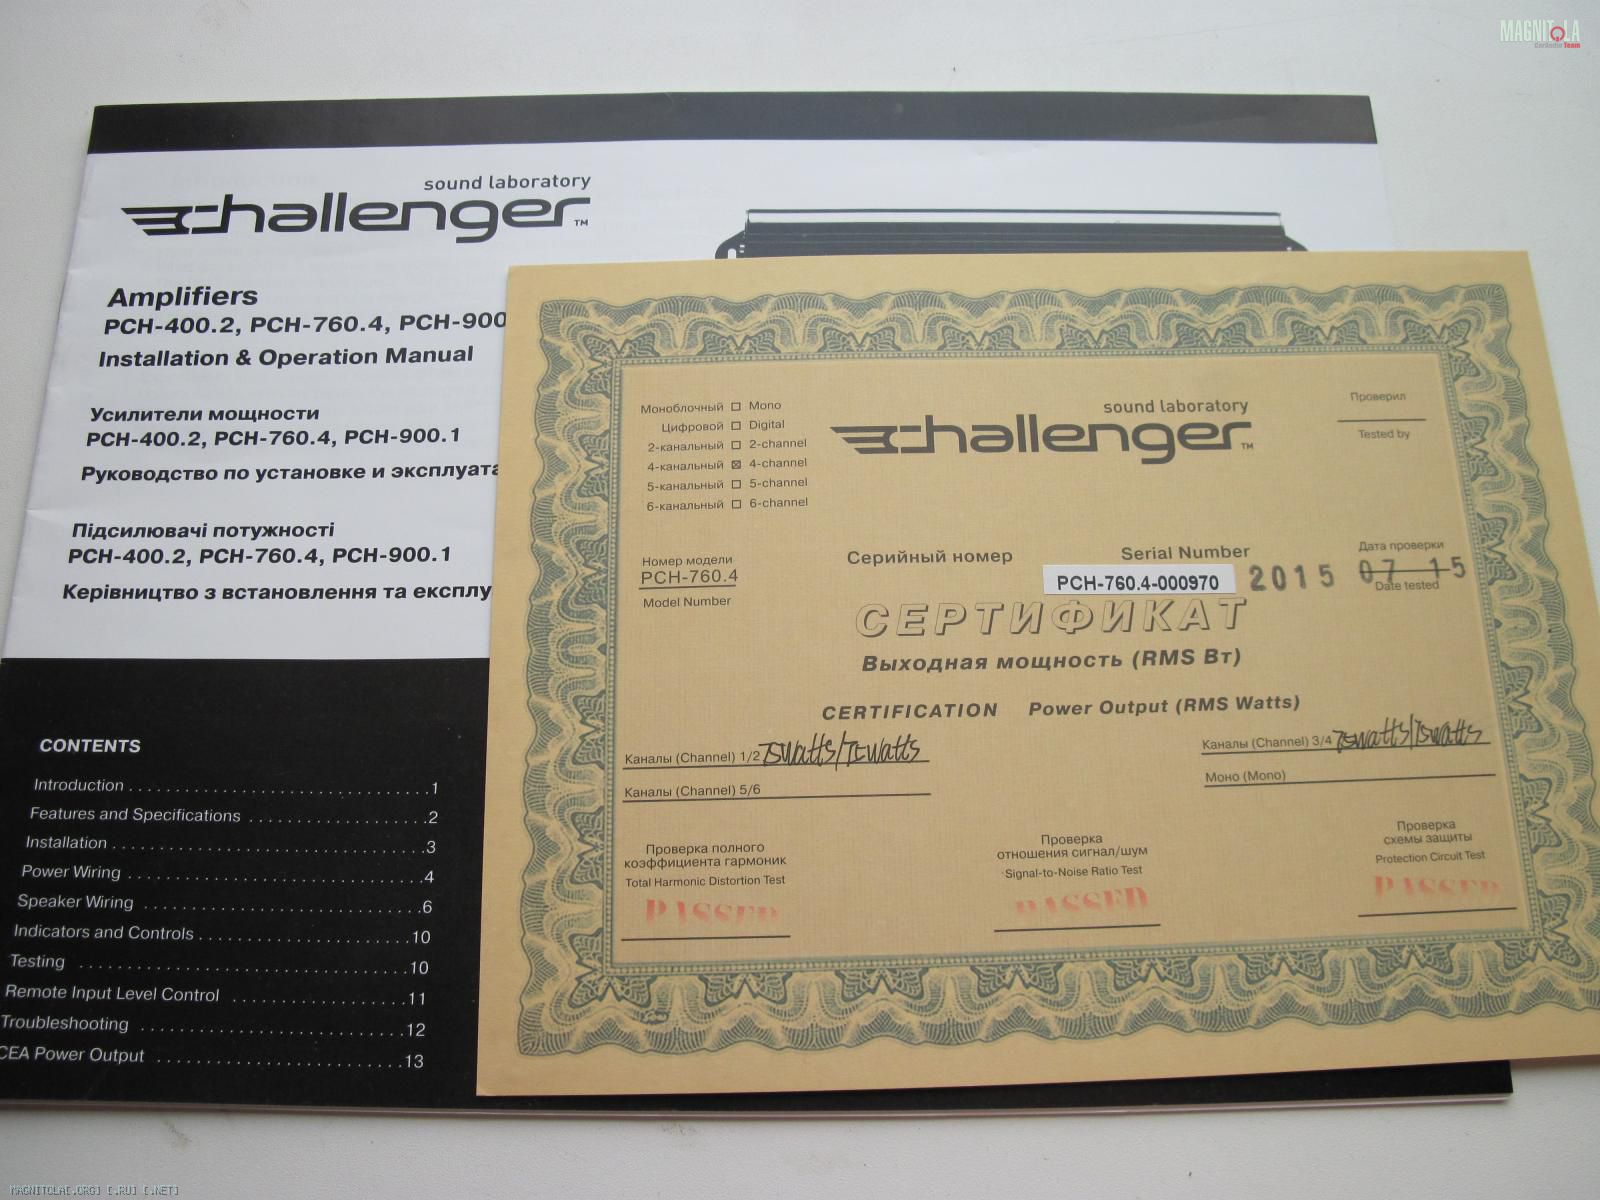 MAGNITOLA
CarAudio Team
sound laboratory
challenger™
Amplifiers
PCH-400.2, PCH-760.4, PCH-900
Installation & Operation Manual
Усилители мощности
PCH-400.2, PCH-760.4, PCH-900.1
Руководство по установке и эксплуата
Підсилювачі потужності
PCH-400.2, PCH-760.4, PCH-900.1
Керівництво з встановлення та експлу
CONTENTS
Introduction . . . . . . . . . . . . . . . . . . . . . . . . . . . . . . . 1
Features and Specifications . . . . . . . . . . . . . . . . . . 2
Installation . . . . . . . . . . . . . . . . . . . . . . . . . . . . . . . . 3
Power Wiring . . . . . . . . . . . . . . . . . . . . . . . . . . . . . . 4
Speaker Wiring . . . . . . . . . . . . . . . . . . . . . . . . . . . . 6
Indicators and Controls . . . . . . . . . . . . . . . . . . . . . . 10
Testing . . . . . . . . . . . . . . . . . . . . . . . . . . . . . . . . . 10
Remote Input Level Control . . . . . . . . . . . . . . . . . 11
Troubleshooting . . . . . . . . . . . . . . . . . . . . . . . . . . 12
CEA Power Output . . . . . . . . . . . . . . . . . . . . . . . . 13
Моноблочный ☐ Mono
Цифровой ☐ Digital
2-канальный ☐ 2-channel
4-канальный ☒ 4-channel
5-канальный ☐ 5-channel
6-канальный ☐ 6-channel
sound laboratory
challenger™
Проверил
Tested by
Номер модели
PCH-760.4
Model Number
Серийный номер Serial Number
PCH-760.4-000970
Дата проверки
2015 07 15
Date tested
СЕРТИФИКАТ
Выходная мощность (RMS Вт)
CERTIFICATION Power Output (RMS Watts)
Каналы (Channel) 1/2 75watts/75watts
Каналы (Channel) 3/4 75watts/75watts
Каналы (Channel) 5/6
Моно (Mono)
Проверка полного
коэффициента гармоник
Total Harmonic Distortion Test
PASSED
Проверка
отношения сигнал/шум
Signal-to-Noise Ratio Test
PASSED
Проверка
схемы защиты
Protection Circuit Test
PASSED
MAGNITOLA[.ORG] [.RU] [.NET]